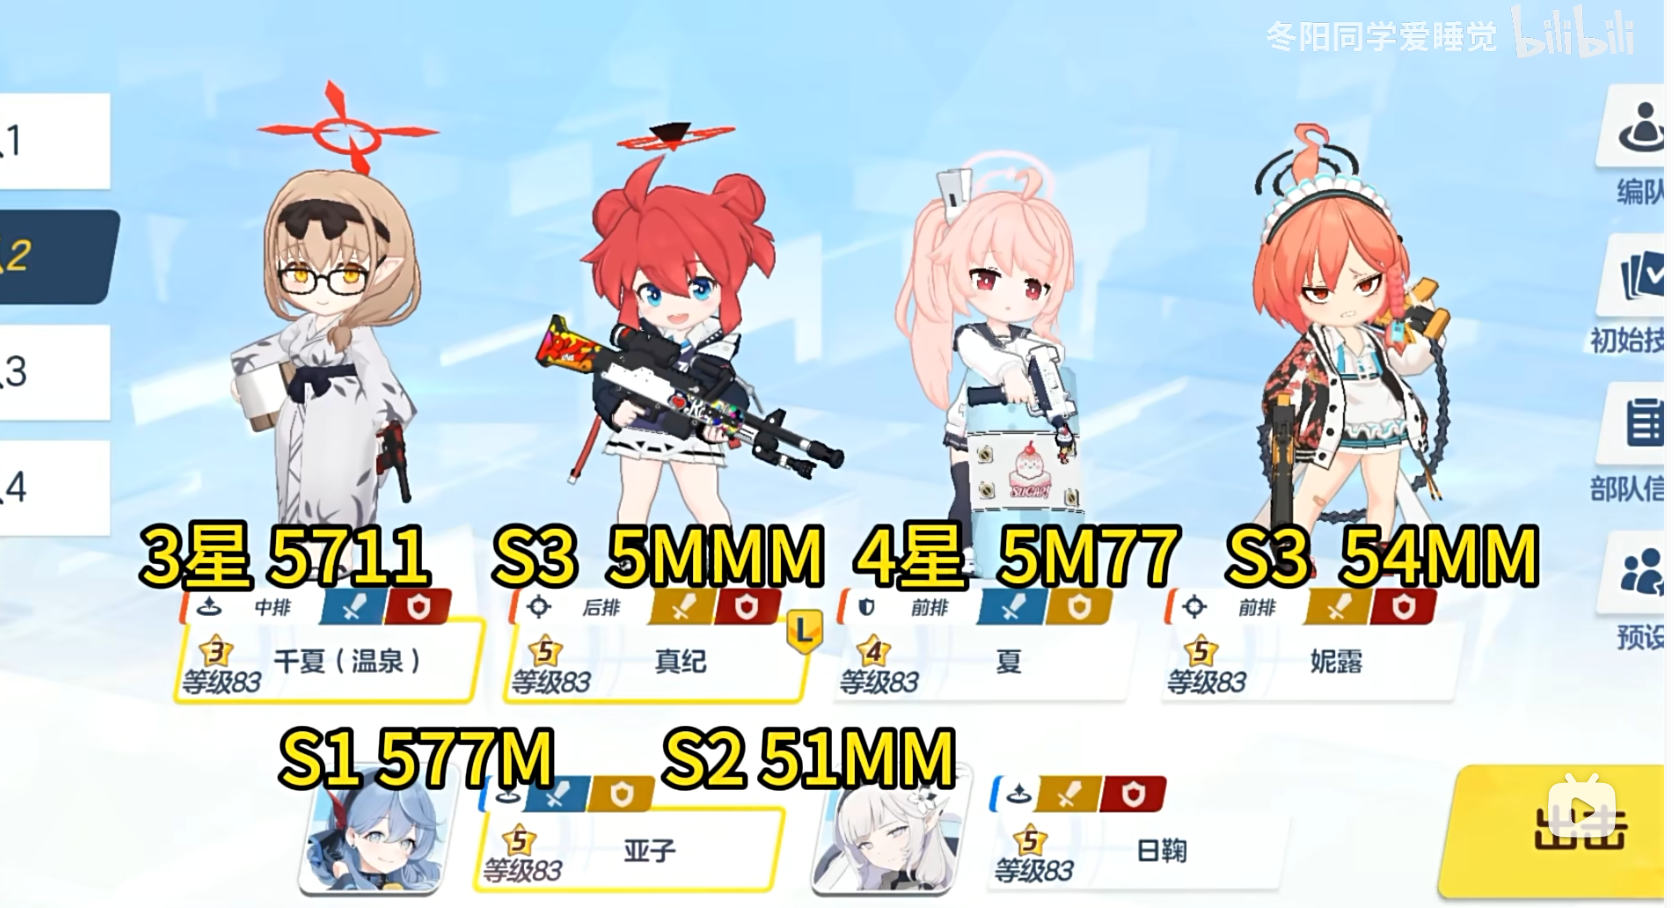 冬阳同学爱睡觉 bilibili
1
2
3
4
编队
初始技
部队信
预设
3星 5711 S3 5MMM 4星 5M77 S3 54MM
中排 后排 前排 前排
L
3 等级83 千夏（温泉）
5 等级83 真纪
4 等级83 夏
5 等级83 妮露
SUGAR
S1 577M S2 51MM
5 等级83 亚子
5 等级83 日鞠
出击